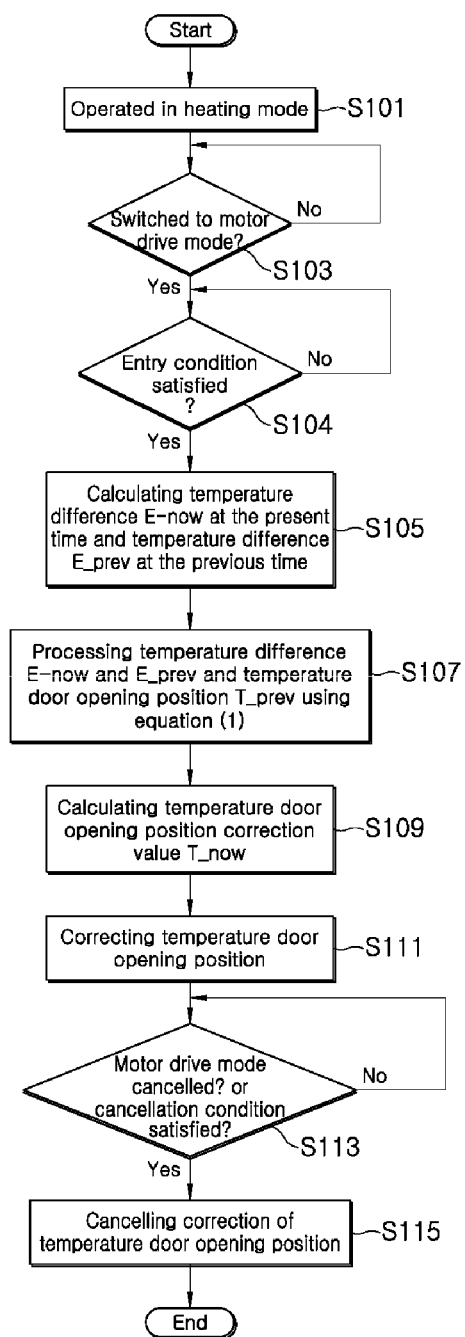 Start
Operated in heating mode
S101
No
Switched to motor
drive mode?
S103
Yes
No
Entry condition
satisfied
?
S104
Yes
Calculating temperature
difference E-now at the present
time and temperature difference
E_prev at the previous time
S105
Processing temperature difference
E-now and E_prev and temperature
door opening position T_prev using
equation (1)
S107
Calculating temperature door
opening position correction
value T_now
S109
Correcting temperature door
opening position
S111
Motor drive mode
cancelled? or
cancellation condition
satisfied?
No
S113
Yes
Cancelling correction of
temperature door opening position
S115
End